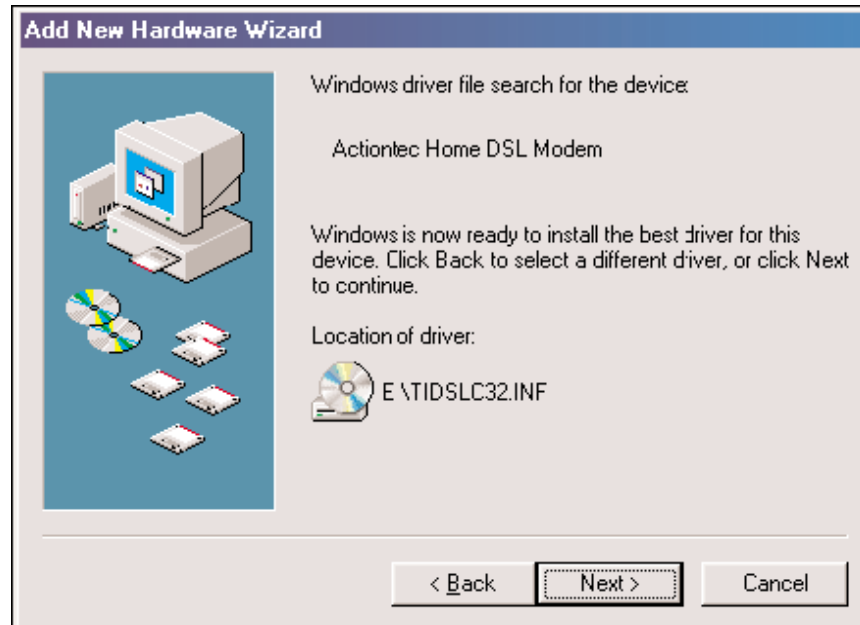 Add New Hardware Wizard
Windows driver file search for the device:
Actiontec Home DSL Modem
Windows is now ready to install the best driver for this
device. Click Back to select a different driver, or click Next
to continue.
Location of driver:
E:\TIDSLC32.INF
< Back
Next >
Cancel